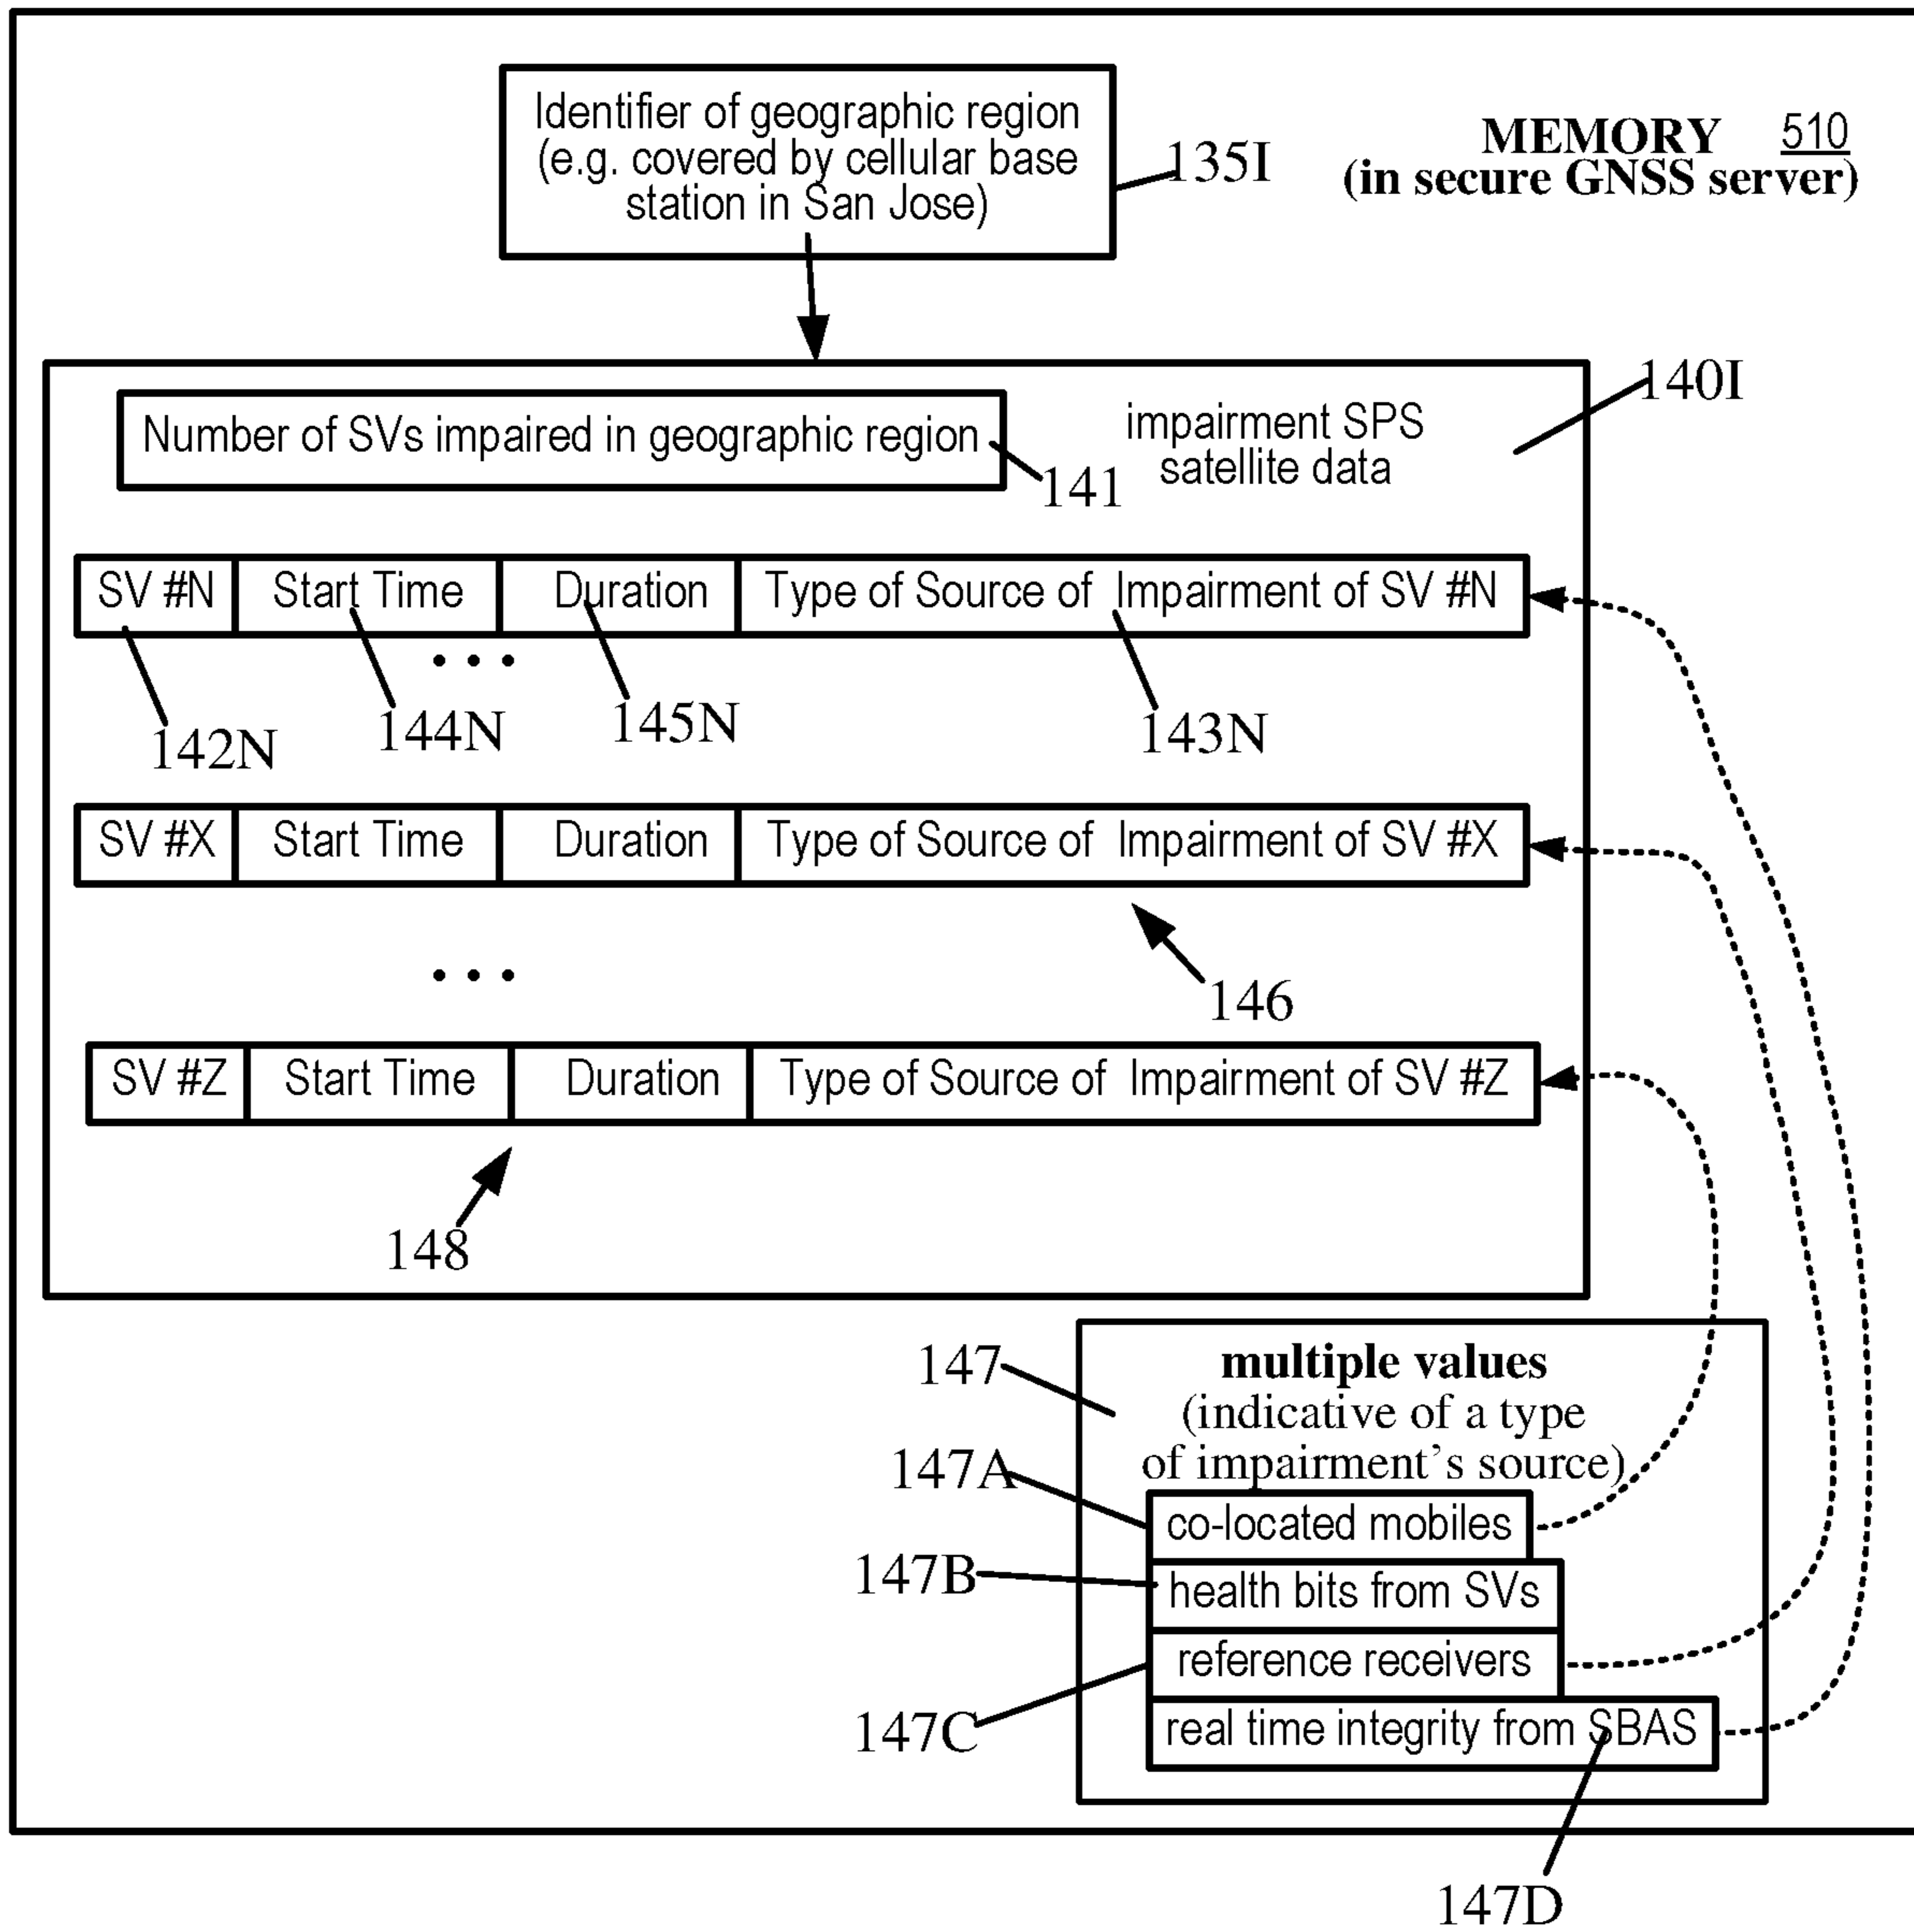 Identifier of geographic region
(e.g. covered by cellular base
station in San Jose)
135I
MEMORY 510
(in secure GNSS server)
140I
Number of SVs impaired in geographic region
141
impairment SPS
satellite data
SV #N Start Time Duration Type of Source of Impairment of SV #N
...
142N 144N 145N 143N
SV #X Start Time Duration Type of Source of Impairment of SV #X
...
146
SV #Z Start Time Duration Type of Source of Impairment of SV #Z
148
147
multiple values
(indicative of a type
of impairment's source)
147A
co-located mobiles
147B
health bits from SVs
reference receivers
147C
real time integrity from SBAS
147D